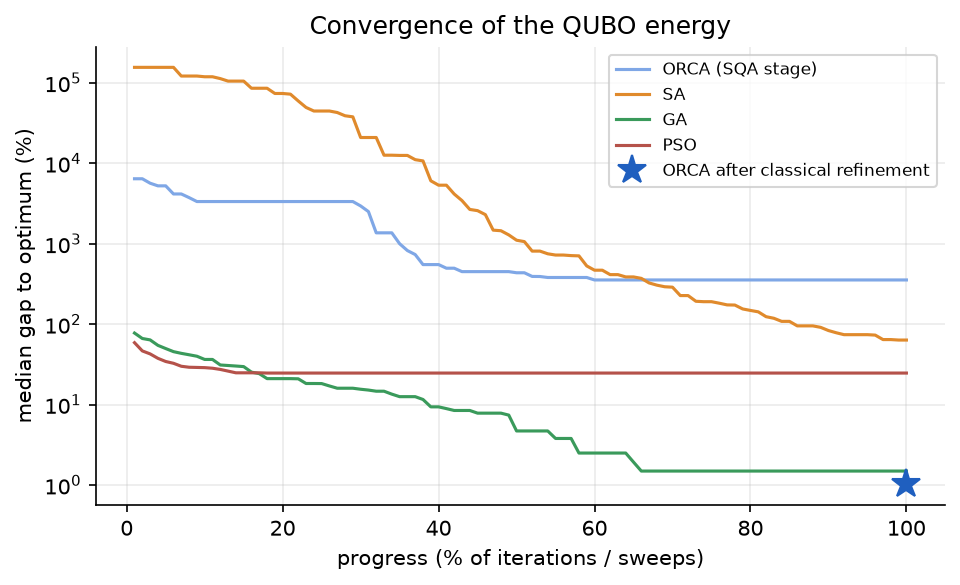 Convergence of the QUBO energy
median gap to optimum (%)
10^5
10^4
10^3
10^2
10^1
10^0
ORCA (SQA stage)
SA
GA
PSO
ORCA after classical refinement
0 20 40 60 80 100
progress (% of iterations / sweeps)